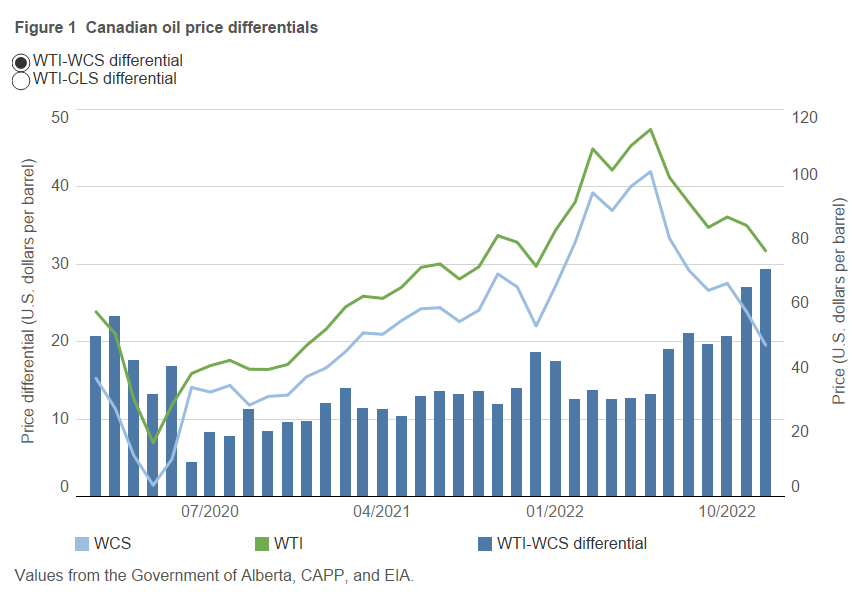 Figure 1 Canadian oil price differentials
WTI-WCS differential
WTI-CLS differential
50
40
30
20
10
0
Price differential (U.S. dollars per barrel)
120
100
80
60
40
20
0
Price (U.S. dollars per barrel)
07/2020
04/2021
01/2022
10/2022
WCS
WTI
WTI-WCS differential
Values from the Government of Alberta, CAPP, and EIA.